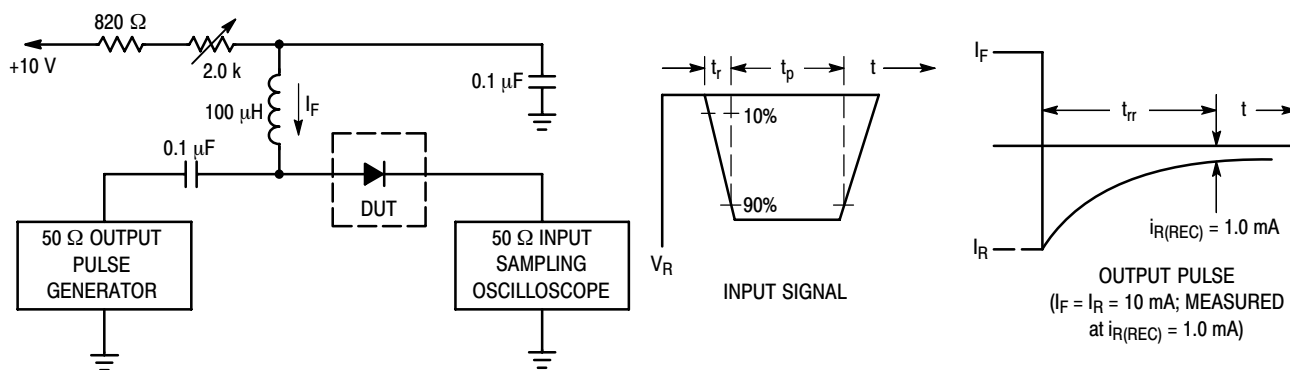 820 Ω
+10 V
2.0 k
100 μH
I_F
0.1 μF
0.1 μF
DUT
50 Ω OUTPUT
PULSE
GENERATOR
50 Ω INPUT
SAMPLING
OSCILLOSCOPE
t_r
t_p
t
10%
90%
V_R
INPUT SIGNAL
I_F
t_rr
t
I_R
i_R(REC) = 1.0 mA
OUTPUT PULSE
(I_F = I_R = 10 mA; MEASURED
at i_R(REC) = 1.0 mA)